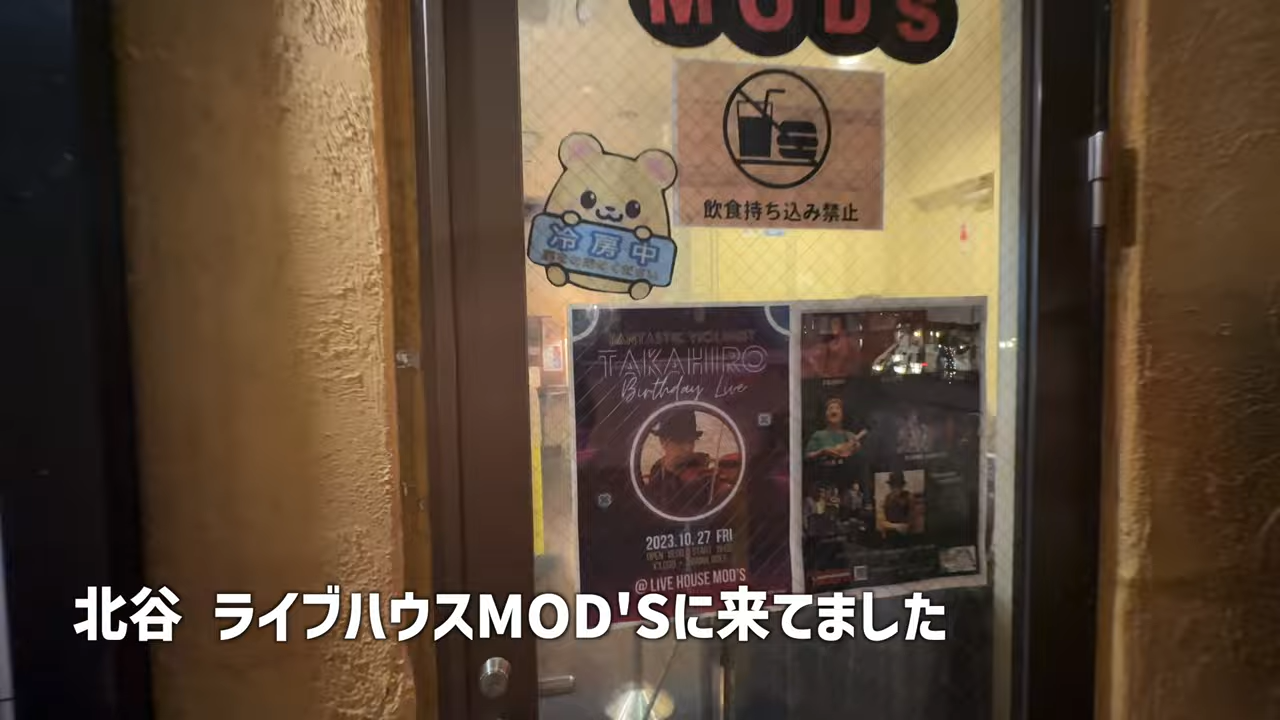 MODS
飲食持ち込み禁止
冷房中
FANTASTIC VIOLINIST
TAKAHIRO
Birthday Live
2023.10.27 FRI
@ LIVE HOUSE MOD'S
北谷 ライブハウスMOD'Sに来てました